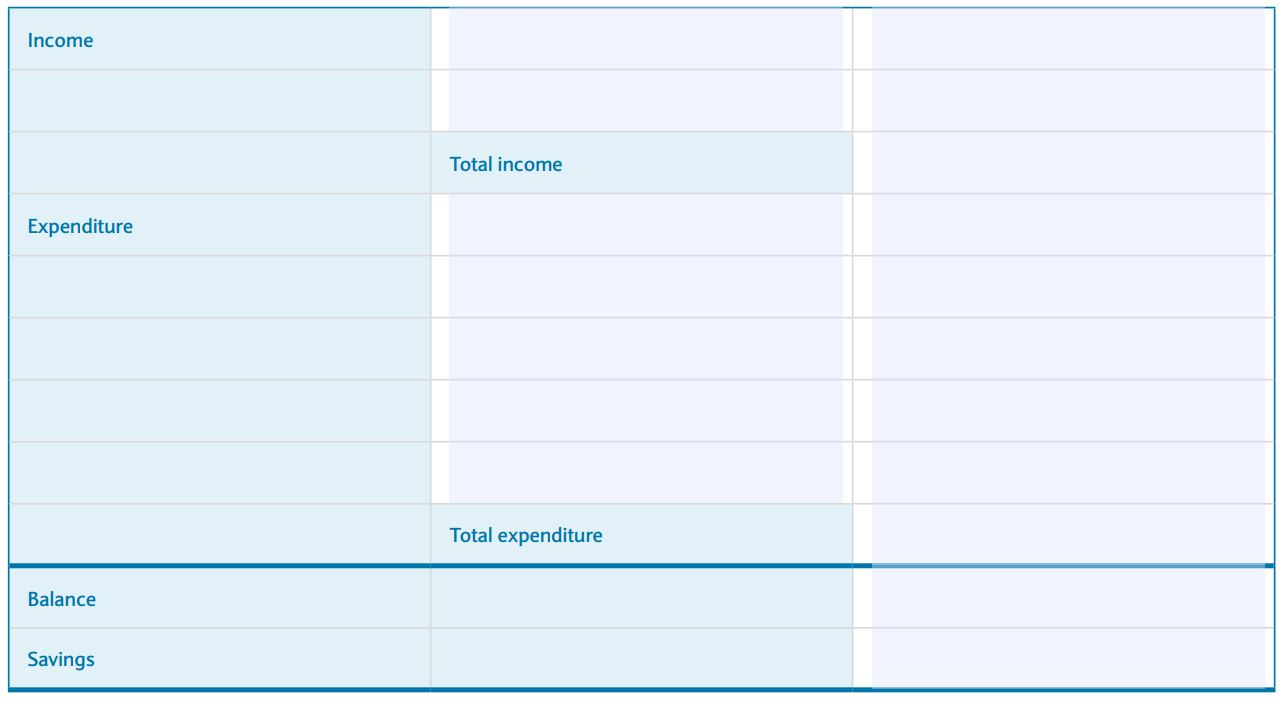 Income
Total income
Expenditure
Total expenditure
Balance
Savings